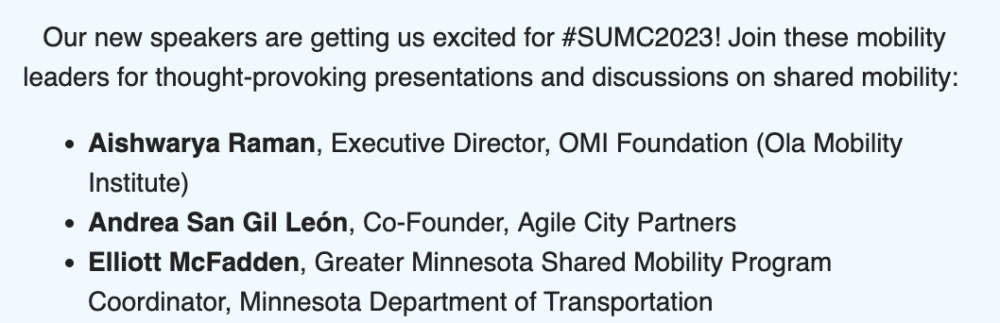 Our new speakers are getting us excited for #SUMC2023! Join these mobility
leaders for thought-provoking presentations and discussions on shared mobility:
• Aishwarya Raman, Executive Director, OMI Foundation (Ola Mobility
Institute)
• Andrea San Gil León, Co-Founder, Agile City Partners
• Elliott McFadden, Greater Minnesota Shared Mobility Program
Coordinator, Minnesota Department of Transportation